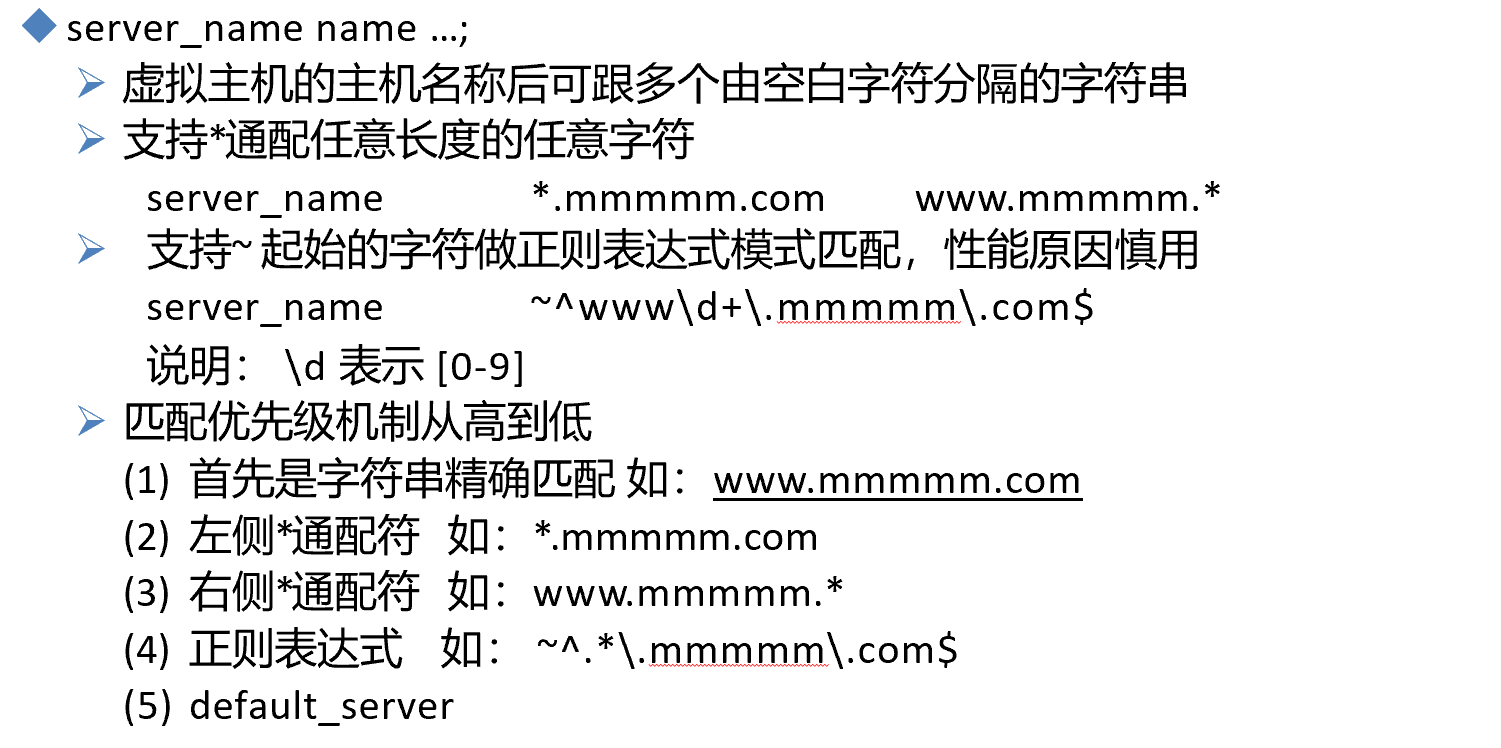 server_name name …;
虚拟主机的主机名称后可跟多个由空白字符分隔的字符串
支持*通配任意长度的任意字符
server_name *.mmmmm.com www.mmmmm.*
支持~ 起始的字符做正则表达式模式匹配，性能原因慎用
server_name ~^www\d+\.mmmmm\.com$
说明： \d 表示 [0-9]
匹配优先级机制从高到低
(1) 首先是字符串精确匹配 如：www.mmmmm.com
(2) 左侧*通配符 如：*.mmmmm.com
(3) 右侧*通配符 如：www.mmmmm.*
(4) 正则表达式 如： ~^.*\.mmmmm\.com$
(5) default_server